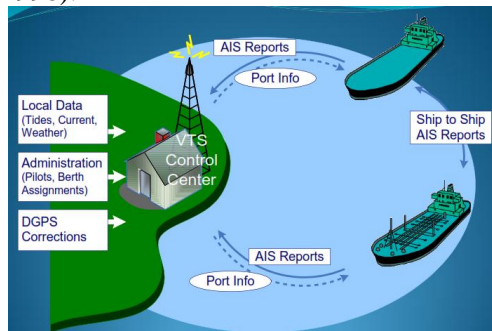 AIS Reports
Port Info
Local Data
(Tides, Current,
Weather)
VTS
Control
Center
Ship to Ship
AIS Reports
Administration
(Pilots, Berth
Assignments)
DGPS
Corrections
AIS Reports
Port Info